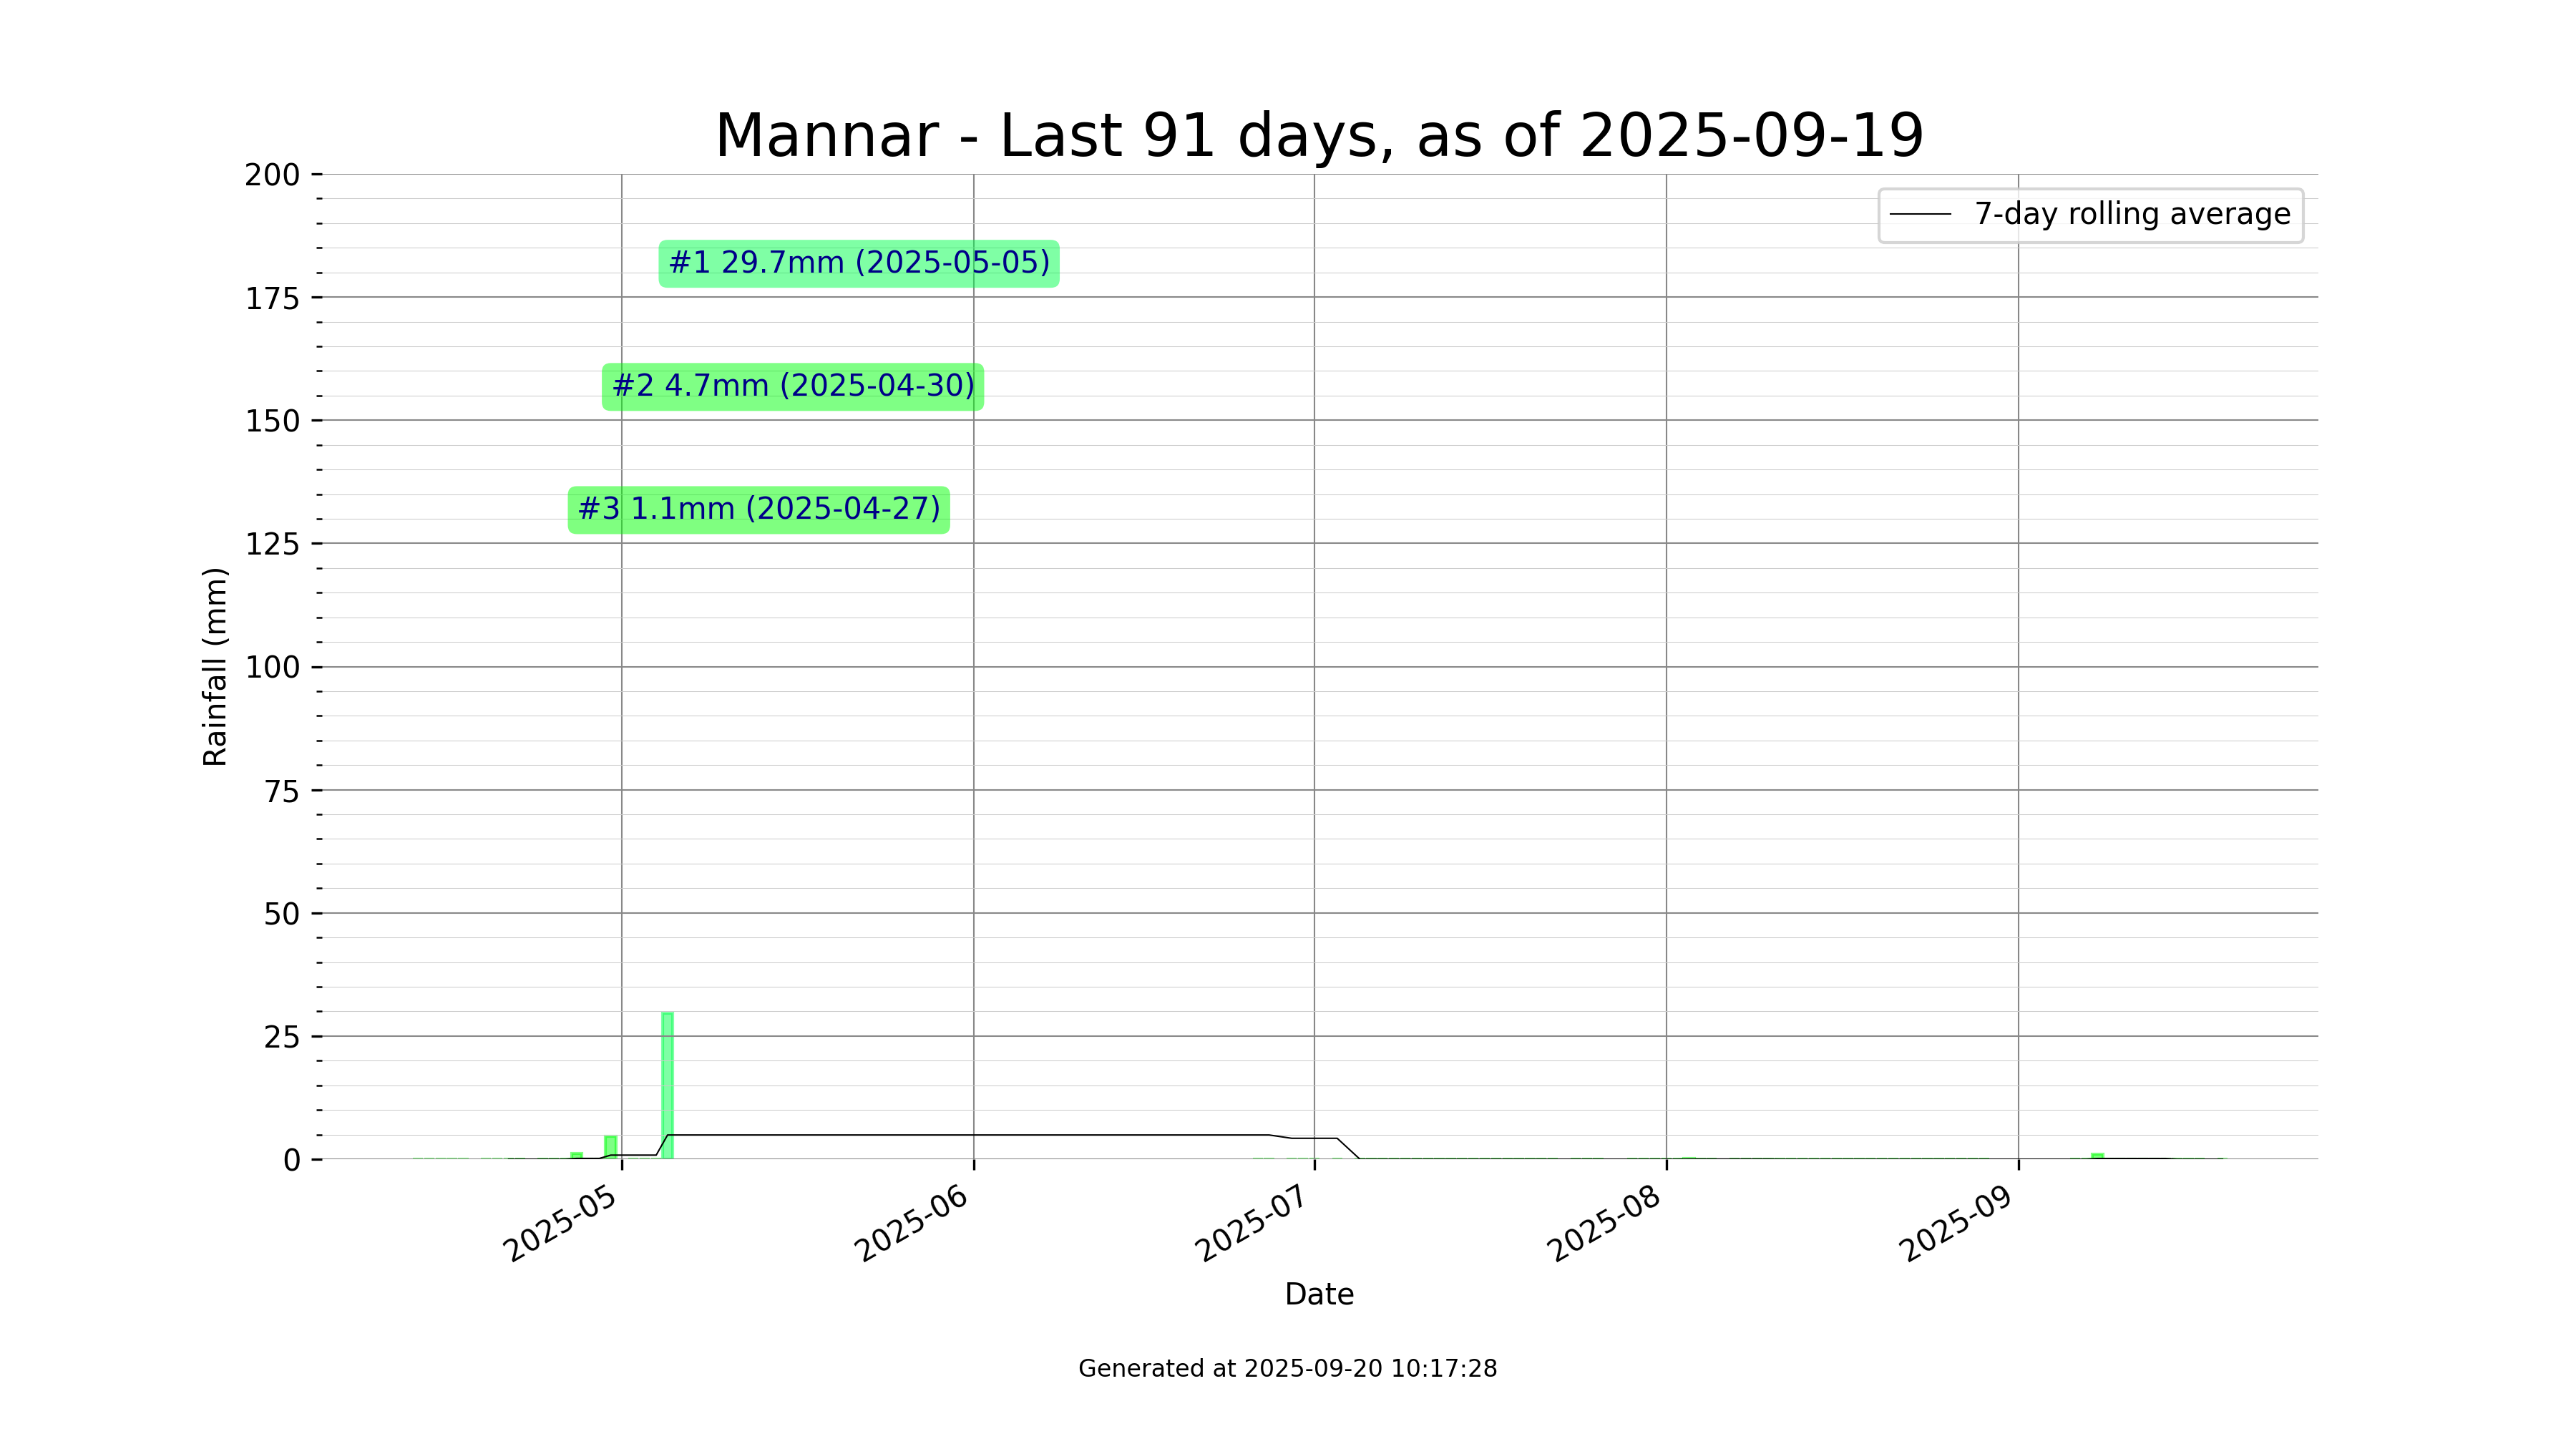 Mannar - Last 91 days, as of 2025-09-19
7-day rolling average
#1 29.7mm (2025-05-05)
#2 4.7mm (2025-04-30)
#3 1.1mm (2025-04-27)
Rainfall (mm)
200
175
150
125
100
75
50
25
0
2025-05
2025-06
2025-07
2025-08
2025-09
Date
Generated at 2025-09-20 10:17:28